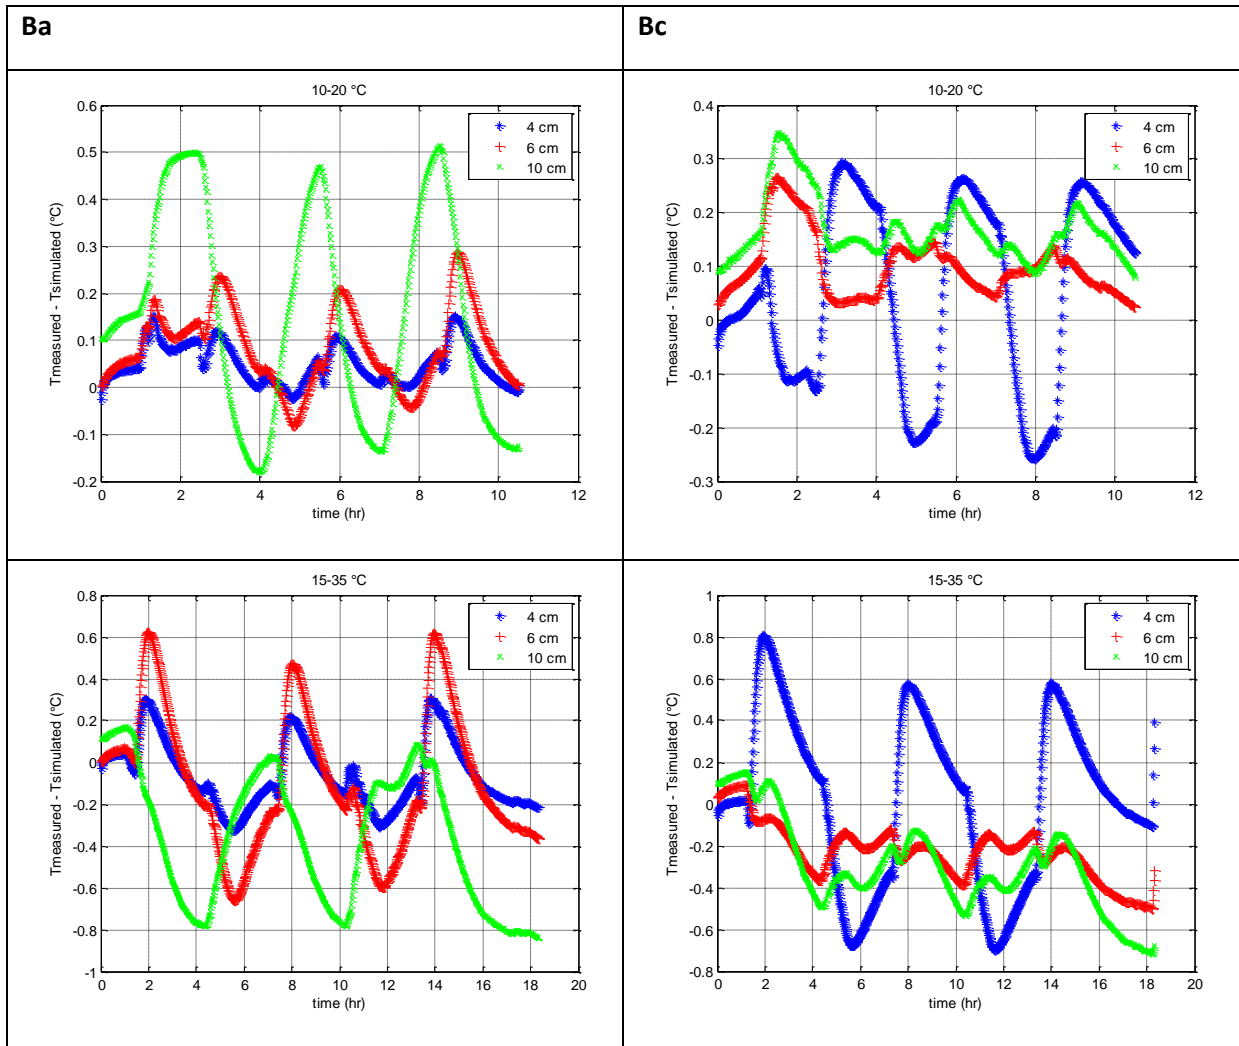 Ba
Bc
10-20 °C
Tmeasured - Tsimulated (°C)
0.6
0.5
0.4
0.3
0.2
0.1
0
-0.1
-0.2
4 cm
6 cm
10 cm
0 2 4 6 8 10 12
time (hr)
10-20 °C
Tmeasured - Tsimulated (°C)
0.4
0.3
0.2
0.1
0
-0.1
-0.2
-0.3
4 cm
6 cm
10 cm
0 2 4 6 8 10 12
time (hr)
15-35 °C
Tmeasured - Tsimulated (°C)
0.8
0.6
0.4
0.2
0
-0.2
-0.4
-0.6
-0.8
-1
4 cm
6 cm
10 cm
0 2 4 6 8 10 12 14 16 18 20
time (hr)
15-35 °C
Tmeasured - Tsimulated (°C)
1
0.8
0.6
0.4
0.2
0
-0.2
-0.4
-0.6
-0.8
4 cm
6 cm
10 cm
0 2 4 6 8 10 12 14 16 18 20
time (hr)